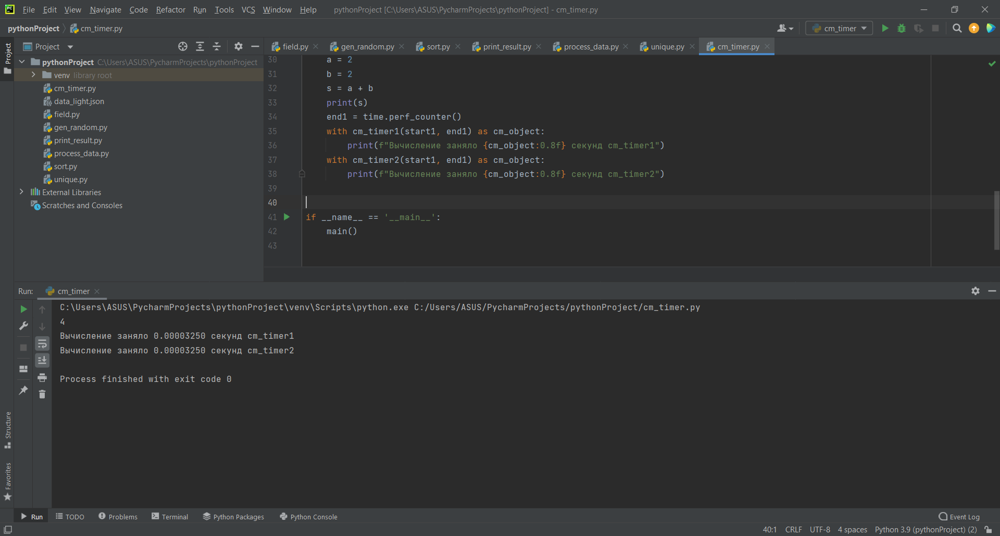 File Edit View Navigate Code Refactor Run Tools VCS Window Help pythonProject [C:\Users\ASUS\PycharmProjects\pythonProject] - cm_timer.py
pythonProject cm_timer.py
cm_timer
Project
Project
field.py gen_random.py sort.py print_result.py process_data.py unique.py cm_timer.py
pythonProject C:\Users\ASUS\PycharmProjects\pythonProject
venv library root
cm_timer.py
data_light.json
field.py
gen_random.py
print_result.py
process_data.py
sort.py
unique.py
External Libraries
Scratches and Consoles
30 a = 2
31 b = 2
32 s = a + b
33 print(s)
34 end1 = time.perf_counter()
35 with cm_timer1(start1, end1) as cm_object:
36 print(f"Вычисление заняло {cm_object:0.8f} секунд cm_timer1")
37 with cm_timer2(start1, end1) as cm_object:
38 print(f"Вычисление заняло {cm_object:0.8f} секунд cm_timer2")
39
40
41 if __name__ == '__main__':
42 main()
43
Run: cm_timer
C:\Users\ASUS\PycharmProjects\pythonProject\venv\Scripts\python.exe C:/Users/ASUS/PycharmProjects/pythonProject/cm_timer.py
4
Вычисление заняло 0.00003250 секунд cm_timer1
Вычисление заняло 0.00003250 секунд cm_timer2
Process finished with exit code 0
Structure
Favorites
Run TODO Problems Terminal Python Packages Python Console Event Log
40:1 CRLF UTF-8 4 spaces Python 3.9 (pythonProject) (2)